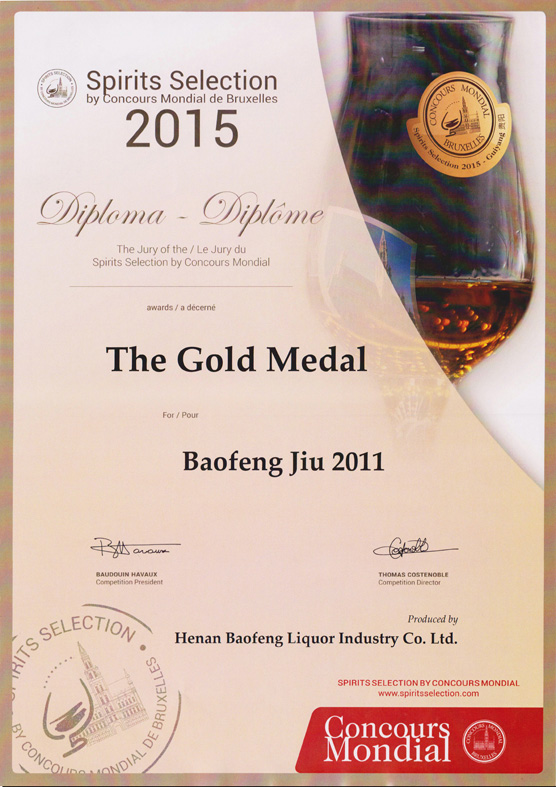 Spirits Selection
by Concours Mondial de Bruxelles
2015
CONCOURS MONDIAL
BRUXELLES
Spirits Selection 2015 - Guiyang 贵阳
Diploma - Diplôme
The Jury of the / Le Jury du
Spirits Selection by Concours Mondial
awards / a décerné
The Gold Medal
For / Pour
Baofeng Jiu 2011
BAUDOUIN HAVAUX
Competition President
THOMAS COSTENOBLE
Competition Director
Produced by
Henan Baofeng Liquor Industry Co. Ltd.
SPIRITS SELECTION
BY CONCOURS MONDIAL DE BRUXELLES
SPIRITS SELECTION BY CONCOURS MONDIAL
www.spiritsselection.com
Concours
Mondial
CONCOURS MONDIAL
BRUXELLES